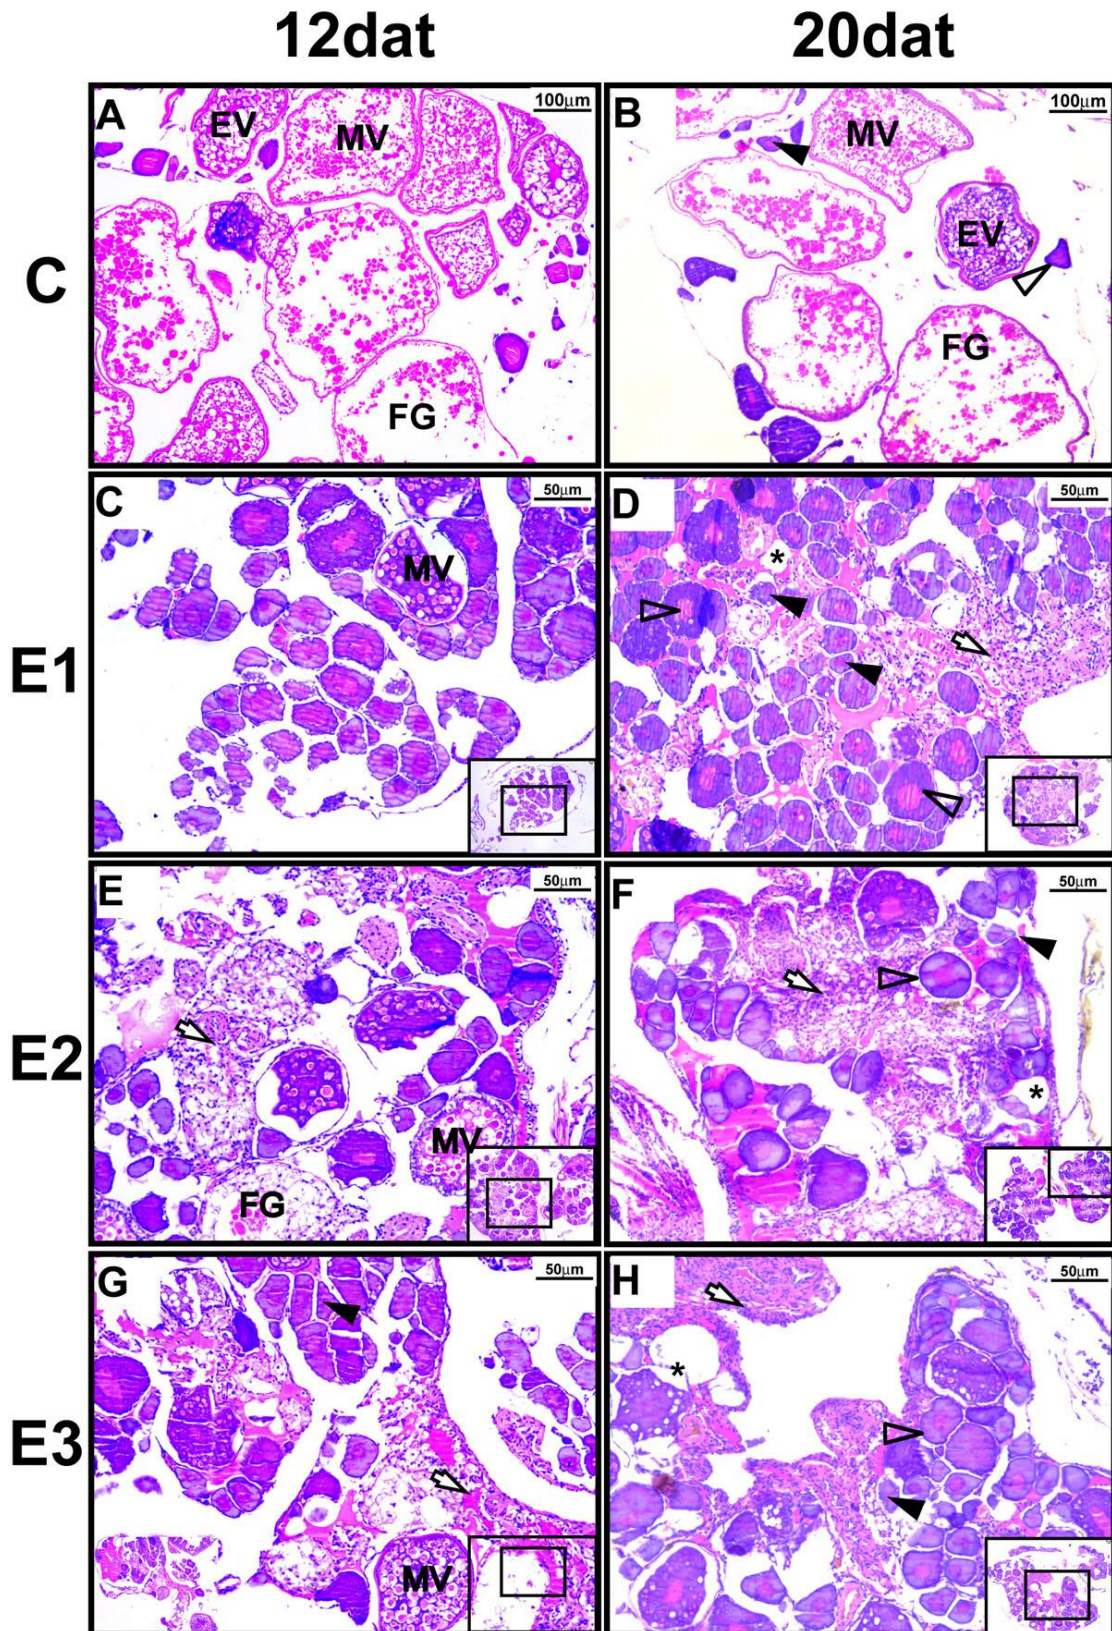 12dat 20dat
C
A 100μm
EV MV
FG
B 100μm
MV
EV
FG
E1
C 50μm
MV
D 50μm
*
E2
E 50μm
MV
FG
F 50μm
*
E3
G 50μm
MV
H 50μm
*